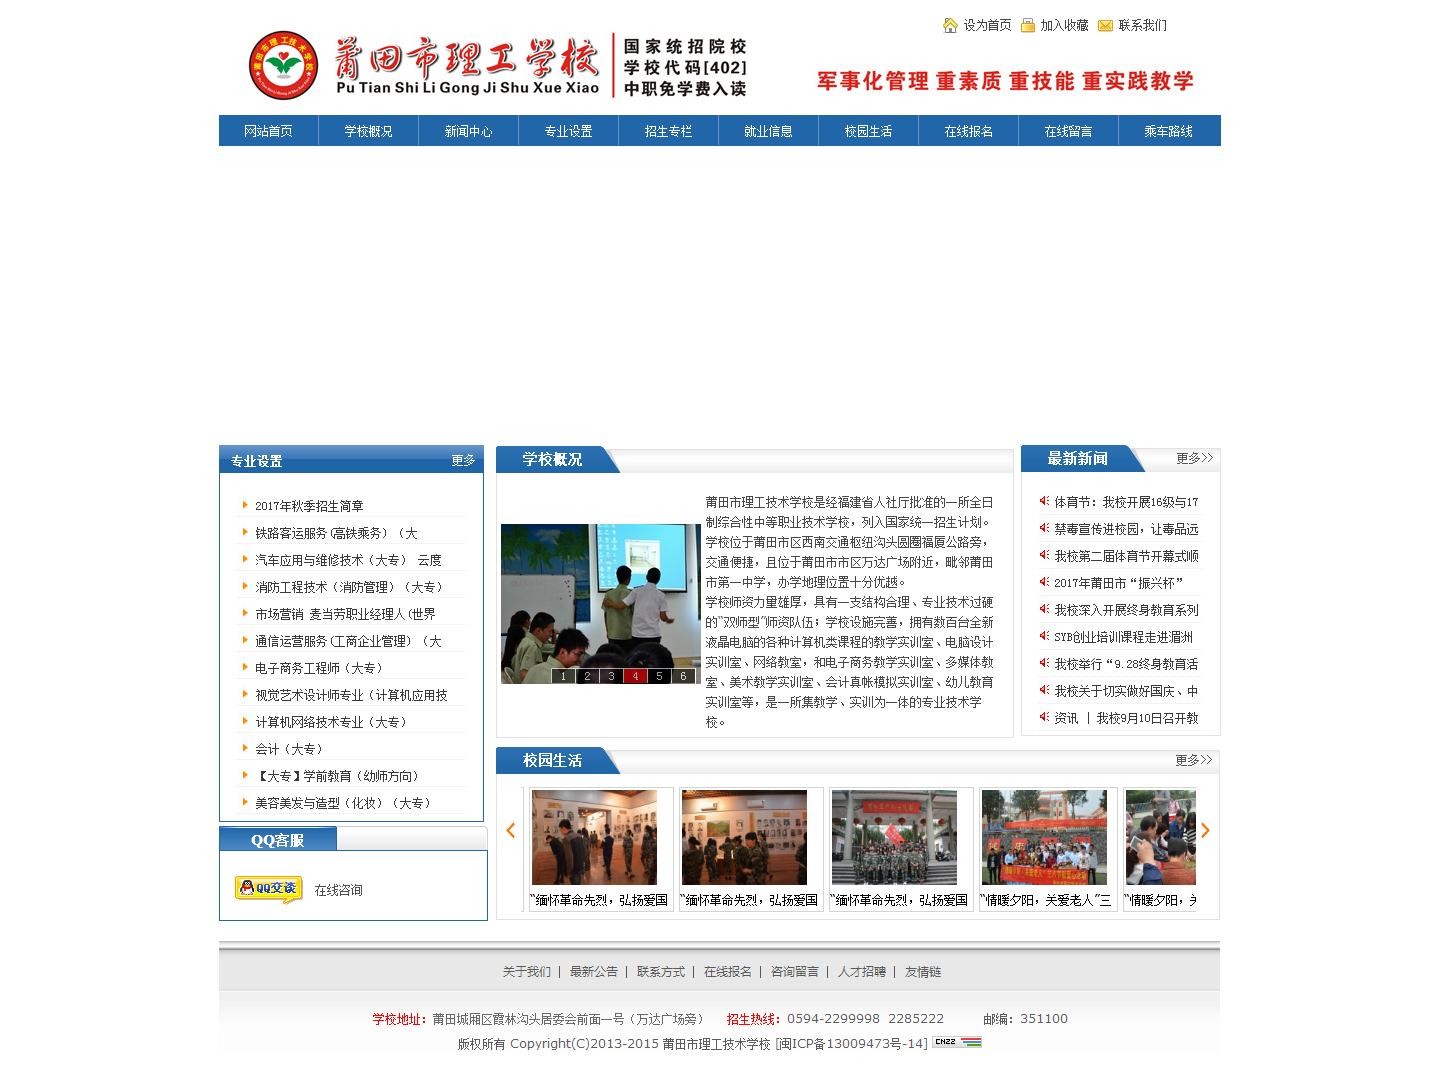 设为首页 加入收藏 联系我们
莆田市理工学校
Pu Tian Shi Li Gong Ji Shu Xue Xiao
国家统招院校
学校代码[402]
中职免学费入读
军事化管理 重素质 重技能 重实践教学
网站首页 学校概况 新闻中心 专业设置 招生专栏 就业信息 校园生活 在线报名 在线留言 乘车路线
专业设置 更多
2017年秋季招生简章
铁路客运服务(高铁乘务）（大
汽车应用与维修技术（大专） 云度
消防工程技术（消防管理）（大专）
市场营销 麦当劳职业经理人(世界
通信运营服务(工商企业管理）（大
电子商务工程师（大专）
视觉艺术设计师专业（计算机应用技
计算机网络技术专业（大专）
会计（大专）
【大专】学前教育（幼师方向）
美容美发与造型（化妆）（大专）
QQ客服
QQ交谈 在线咨询
学校概况
1 2 3 4 5 6
莆田市理工技术学校是经福建省人社厅批准的一所全日
制综合性中等职业技术学校，列入国家统一招生计划。
学校位于莆田市区西南交通枢纽沟头圆圈福厦公路旁，
交通便捷，且位于莆田市市区万达广场附近，毗邻莆田
市第一中学，办学地理位置十分优越。
学校师资力量雄厚，具有一支结构合理、专业技术过硬
的“双师型”师资队伍；学校设施完善，拥有数百台全新
液晶电脑的各种计算机类课程的教学实训室、电脑设计
实训室、网络教室，和电子商务教学实训室、多媒体教
室、美术教学实训室、会计真帐模拟实训室、幼儿教育
实训室等，是一所集教学、实训为一体的专业技术学
校。
最新新闻 更多>>
体育节：我校开展16级与17
禁毒宣传进校园，让毒品远
我校第二届体育节开幕式顺
2017年莆田市“振兴杯”
我校深入开展终身教育系列
SYB创业培训课程走进湄洲
我校举行“9.28终身教育活
我校关于切实做好国庆、中
资讯 丨 我校9月10日召开教
校园生活 更多>>
“缅怀革命先烈，弘扬爱国 “缅怀革命先烈，弘扬爱国 “缅怀革命先烈，弘扬爱国 “情暖夕阳，关爱老人”三 “情暖夕阳，关
关于我们 | 最新公告 | 联系方式 | 在线报名 | 咨询留言 | 人才招聘 | 友情链
学校地址：莆田城厢区霞林沟头居委会前面一号（万达广场旁） 招生热线：0594-2299998 2285222 邮编：351100
版权所有 Copyright(C)2013-2015 莆田市理工技术学校 [闽ICP备13009473号-14] CNZZ